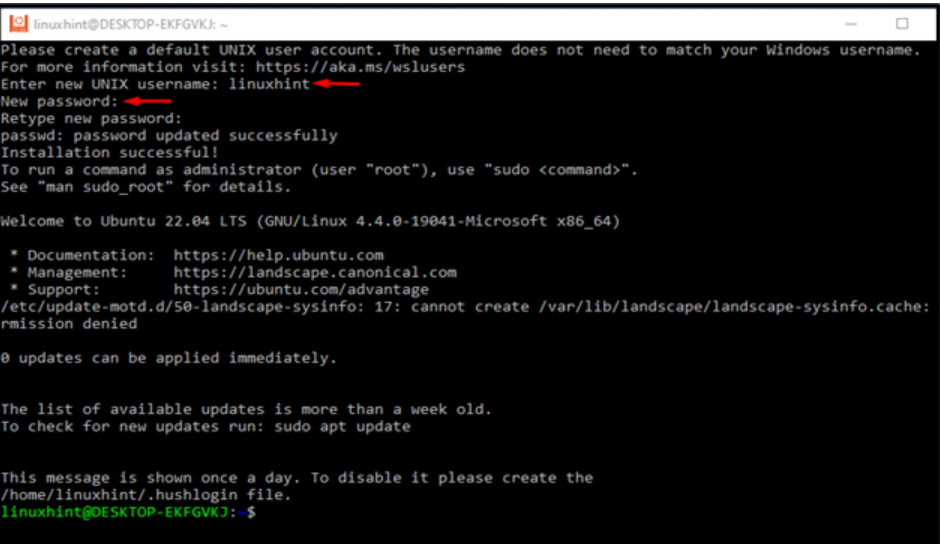 linuxhint@DESKTOP-EKFGVKJ: ~
Please create a default UNIX user account. The username does not need to match your Windows username.
For more information visit: https://aka.ms/wslusers
Enter new UNIX username: linuxhint
New password:
Retype new password:
passwd: password updated successfully
Installation successful!
To run a command as administrator (user "root"), use "sudo <command>".
See "man sudo_root" for details.
Welcome to Ubuntu 22.04 LTS (GNU/Linux 4.4.0-19041-Microsoft x86_64)
* Documentation:  https://help.ubuntu.com
* Management:     https://landscape.canonical.com
* Support:        https://ubuntu.com/advantage
/etc/update-motd.d/50-landscape-sysinfo: 17: cannot create /var/lib/landscape/landscape-sysinfo.cache:
rmission denied
0 updates can be applied immediately.
The list of available updates is more than a week old.
To check for new updates run: sudo apt update
This message is shown once a day. To disable it please create the
/home/linuxhint/.hushlogin file.
linuxhint@DESKTOP-EKFGVKJ:~$